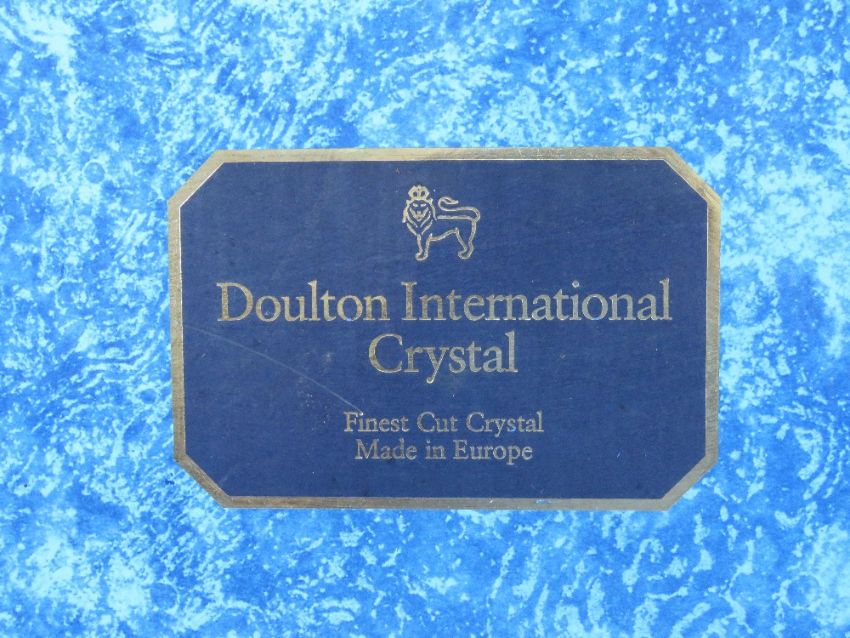 Doulton International
Crystal
Finest Cut Crystal
Made in Europe